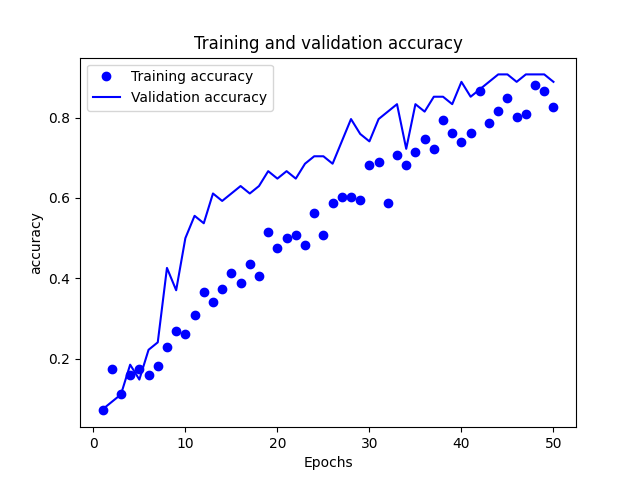 Training and validation accuracy
Training accuracy
Validation accuracy
accuracy
0.8
0.6
0.4
0.2
0 10 20 30 40 50
Epochs